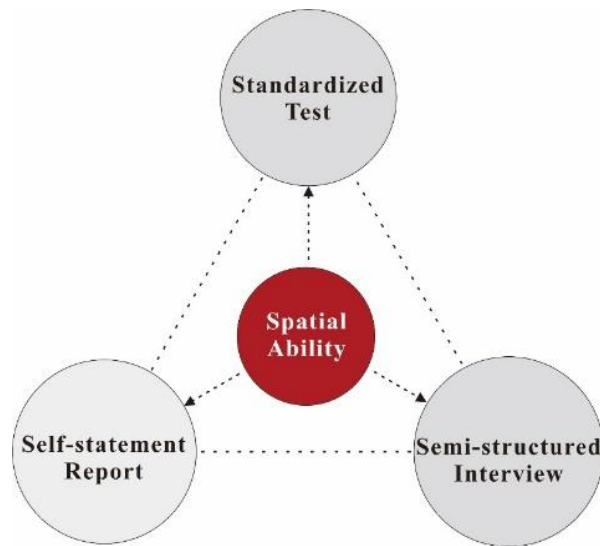 Standardized
Test
Spatial
Ability
Self-statement
Report
Semi-structured
Interview